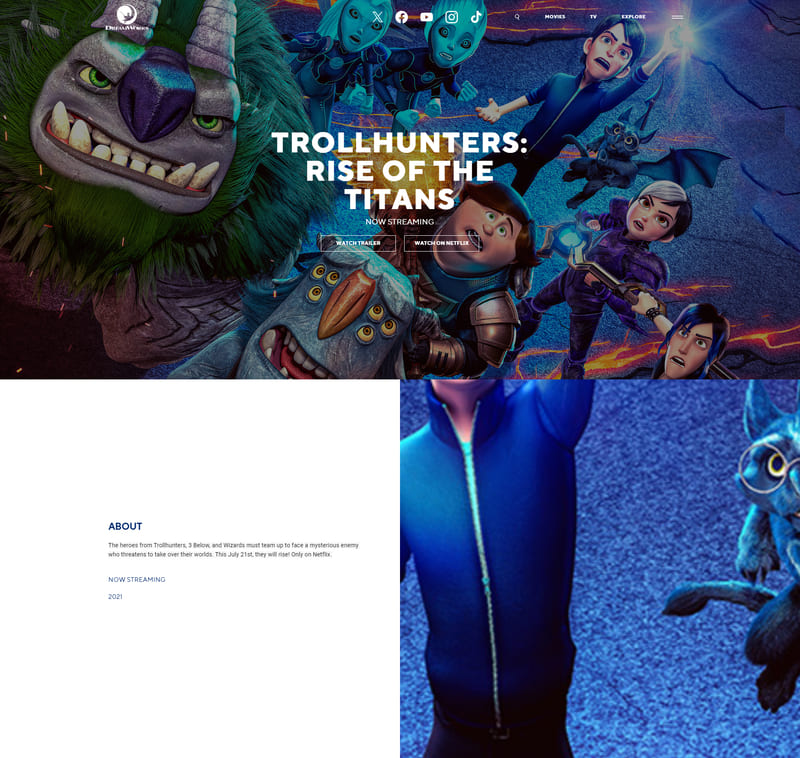 DREAMWORKS
MOVIES
TV
EXPLORE
TROLLHUNTERS:
RISE OF THE
TITANS
NOW STREAMING
WATCH TRAILER
WATCH ON NETFLIX
ABOUT
The heroes from Trollhunters, 3 Below, and Wizards must team up to face a mysterious enemy
who threatens to take over their worlds. This July 21st, they will rise! Only on Netflix.
NOW STREAMING
2021